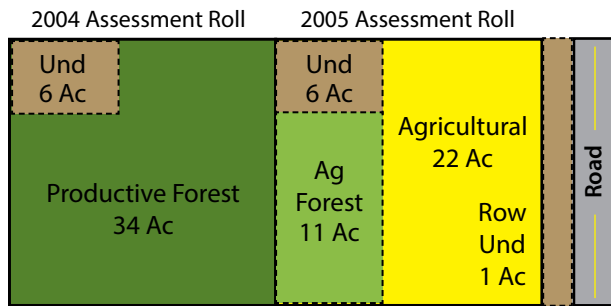 2004 Assessment Roll
2005 Assessment Roll
Und
6 Ac
Productive Forest
34 Ac
Und
6 Ac
Ag
Forest
11 Ac
Agricultural
22 Ac
Row
Und
1 Ac
Road